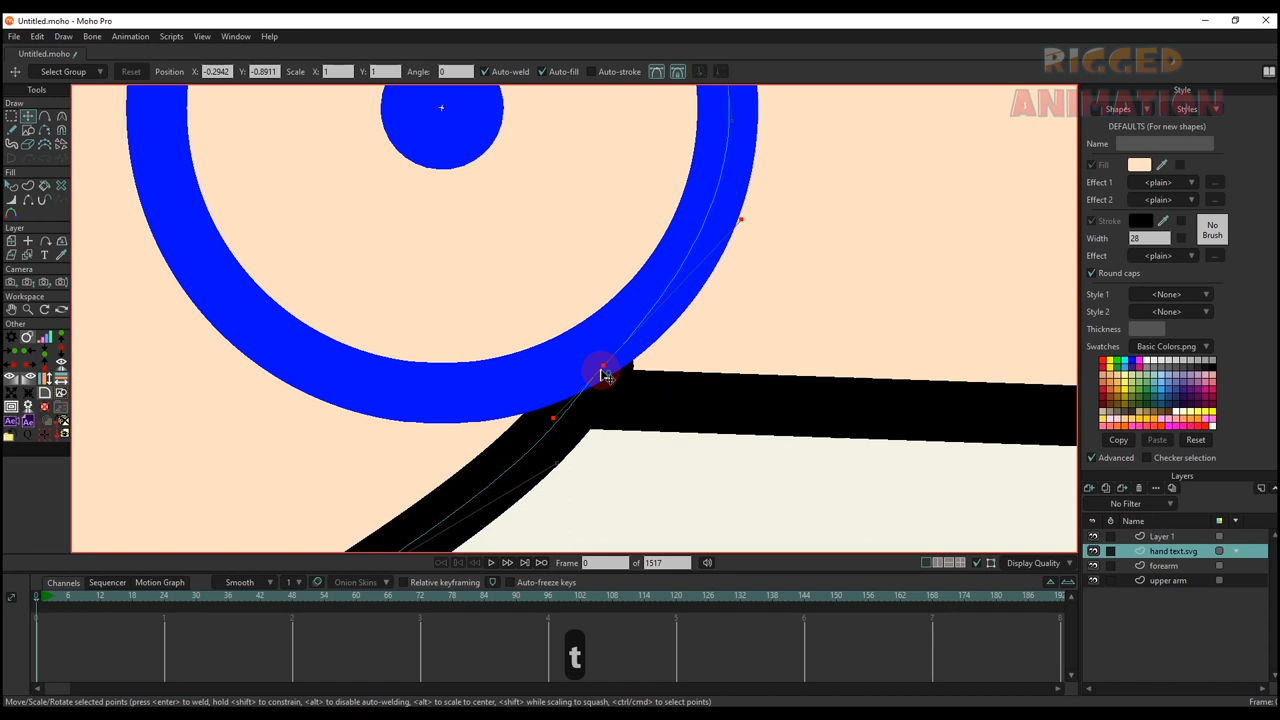 Untitled.moho - Moho Pro
File Edit Draw Bone Animation Scripts View Window Help
Untitled.moho
RIGGED
ANIMATION
Select Group Reset Position X: -0.2942 Y: -0.8911 Scale X: 1 Y: 1 Angle: 0 Auto-weld Auto-fill Auto-stroke
Tools
Draw
Fill
Layer
Camera
Workspace
Other
Style
Shapes Styles
DEFAULTS (For new shapes)
Name
Fill
Effect 1 <plain> ...
Effect 2 <plain> ...
Stroke
No Brush
Width 28
Effect <plain> ...
Round caps
Style 1 <None>
Style 2 <None>
Thickness
Swatches Basic Colors.png
Copy Paste Reset
Advanced Checker selection
Layers
No Filter
Name
Layer 1
hand text.svg
forearm
upper arm
Frame 0 of 1517 Display Quality
Channels Sequencer Motion Graph Smooth 1 Onion Skins Relative keyframing Auto-freeze keys
0 6 12 18 24 30 36 42 48 54 60 66 72 78 84 90 96 102 108 114 120 126 132 138 144 150 156 162 168 174 180 186 192
0 1 2 3 4 5 6 7 8
t
Move/Scale/Rotate selected points (press <enter> to weld, hold <shift> to constrain, <alt> to disable auto-welding, <alt> to scale to center, <shift> while scaling to squash, <ctrl/cmd> to select points)
Frame: